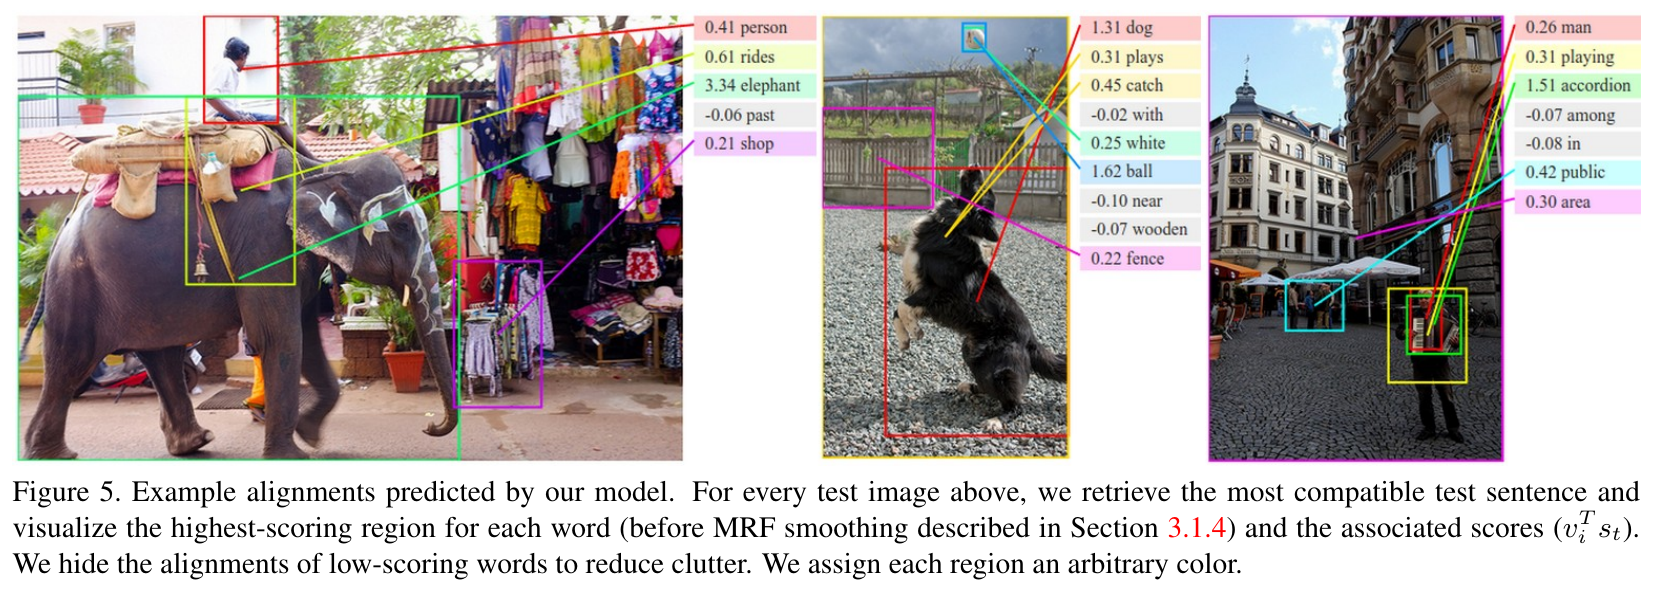 0.41 person
0.61 rides
3.34 elephant
-0.06 past
0.21 shop
1.31 dog
0.31 plays
0.45 catch
-0.02 with
0.25 white
1.62 ball
-0.10 near
-0.07 wooden
0.22 fence
0.26 man
0.31 playing
1.51 accordion
-0.07 among
-0.08 in
0.42 public
0.30 area
Figure 5. Example alignments predicted by our model. For every test image above, we retrieve the most compatible test sentence and
visualize the highest-scoring region for each word (before MRF smoothing described in Section 3.1.4) and the associated scores ($v_i^T s_t$).
We hide the alignments of low-scoring words to reduce clutter. We assign each region an arbitrary color.